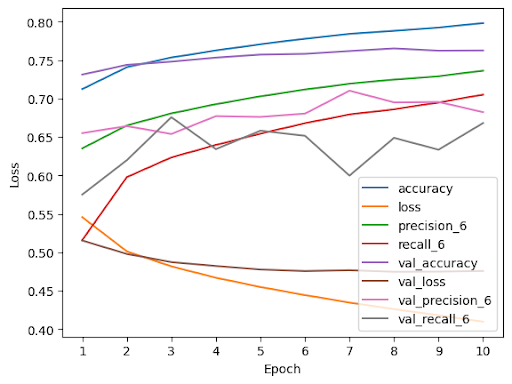 0.80
0.75
0.70
0.65
0.60
0.55
0.50
0.45
0.40
Loss
accuracy
loss
precision_6
recall_6
val_accuracy
val_loss
val_precision_6
val_recall_6
1 2 3 4 5 6 7 8 9 10
Epoch